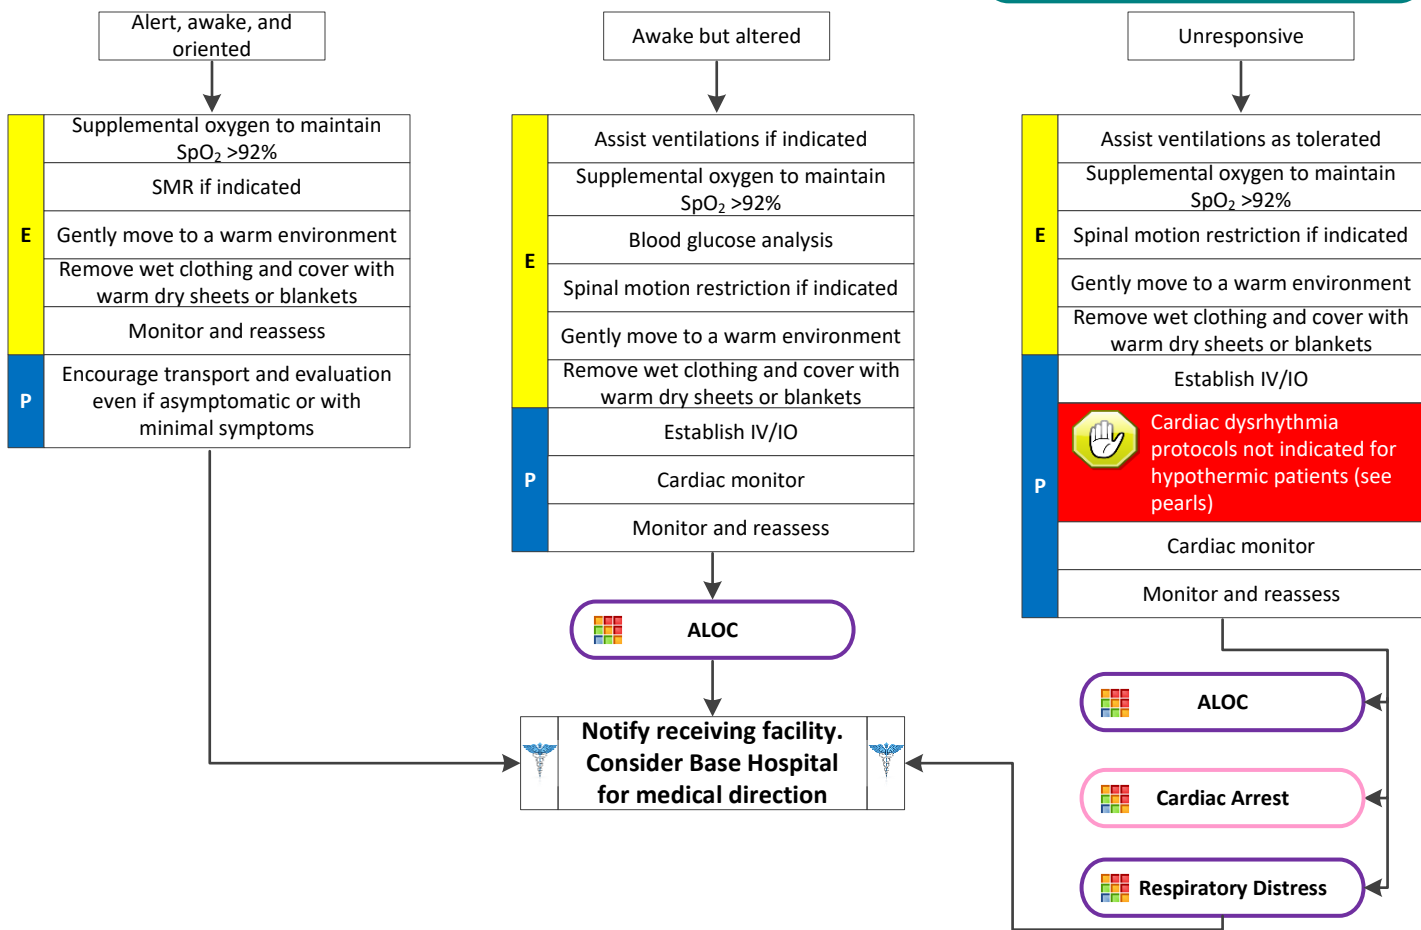 Alert, awake, and
oriented
E
Supplemental oxygen to maintain
SpO₂ >92%
SMR if indicated
Gently move to a warm environment
Remove wet clothing and cover with
warm dry sheets or blankets
Monitor and reassess
P
Encourage transport and evaluation
even if asymptomatic or with
minimal symptoms
Awake but altered
E
Assist ventilations if indicated
Supplemental oxygen to maintain
SpO₂ >92%
Blood glucose analysis
Spinal motion restriction if indicated
Gently move to a warm environment
Remove wet clothing and cover with
warm dry sheets or blankets
P
Establish IV/IO
Cardiac monitor
Monitor and reassess
ALOC
Notify receiving facility.
Consider Base Hospital
for medical direction
Unresponsive
E
Assist ventilations as tolerated
Supplemental oxygen to maintain
SpO₂ >92%
Spinal motion restriction if indicated
Gently move to a warm environment
Remove wet clothing and cover with
warm dry sheets or blankets
P
Establish IV/IO
Cardiac dysrhythmia
protocols not indicated for
hypothermic patients (see
pearls)
Cardiac monitor
Monitor and reassess
ALOC
Cardiac Arrest
Respiratory Distress